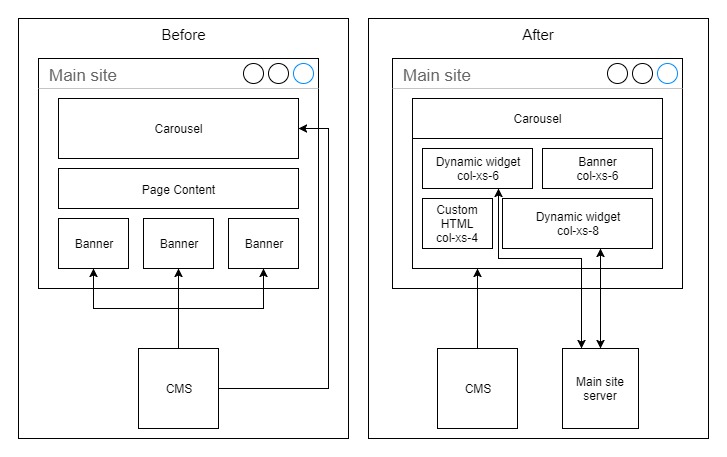 Before
Main site
Carousel
Page Content
Banner
Banner
Banner
CMS
After
Main site
Carousel
Dynamic widget
col-xs-6
Banner
col-xs-6
Custom
HTML
col-xs-4
Dynamic widget
col-xs-8
CMS
Main site
server